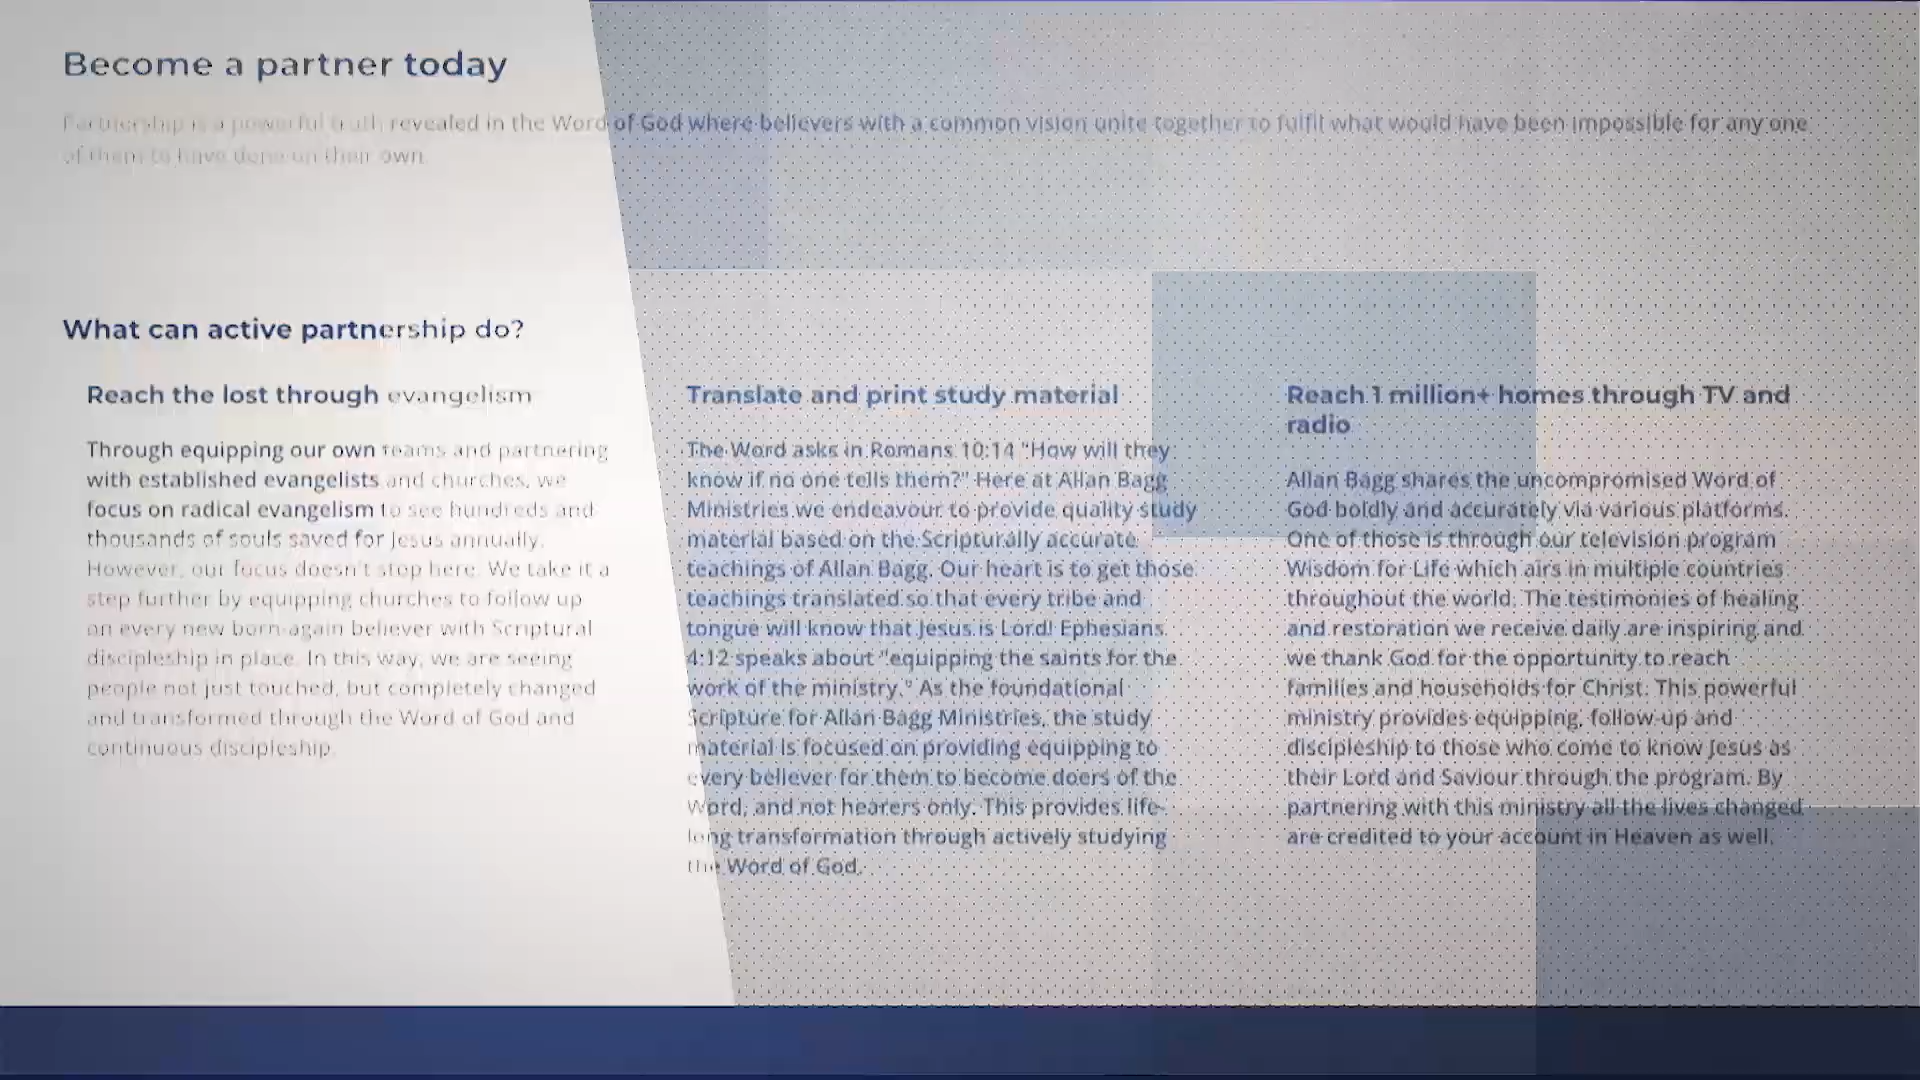 Become a partner today
Partnership is a powerful truth revealed in the Word of God where believers with a common vision unite together to fulfil what would have been impossible for any one
of them to have done on their own.
What can active partnership do?
Reach the lost through evangelism
Through equipping our own teams and partnering
with established evangelists and churches, we
focus on radical evangelism to see hundreds and
thousands of souls saved for Jesus annually.
However, our focus doesn't stop here. We take it a
step further by equipping churches to follow up
on every new born-again believer with Scriptural
discipleship in place. In this way, we are seeing
people not just touched, but completely changed
and transformed through the Word of God and
continuous discipleship.
Translate and print study material
The Word asks in Romans 10:14 "How will they
know if no one tells them?" Here at Allan Bagg
Ministries we endeavour to provide quality study
material based on the Scripturally accurate
teachings of Allan Bagg. Our heart is to get those
teachings translated so that every tribe and
tongue will know that Jesus is Lord! Ephesians
4:12 speaks about "equipping the saints for the
work of the ministry." As the foundational
Scripture for Allan Bagg Ministries, the study
material is focused on providing equipping to
every believer for them to become doers of the
Word, and not hearers only. This provides life-
long transformation through actively studying
the Word of God.
Reach 1 million+ homes through TV and
radio
Allan Bagg shares the uncompromised Word of
God boldly and accurately via various platforms.
One of those is through our television program
Wisdom for Life which airs in multiple countries
throughout the world. The testimonies of healing
and restoration we receive daily are inspiring and
we thank God for the opportunity to reach
families and households for Christ. This powerful
ministry provides equipping, follow-up and
discipleship to those who come to know Jesus as
their Lord and Saviour through the program. By
partnering with this ministry all the lives changed
are credited to your account in Heaven as well.